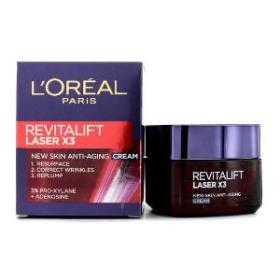 L'ORÉAL
PARIS
REVITALIFT
LASER X3
NEW SKIN ANTI-AGING CREAM
1. RESURFACE
2. CORRECT WRINKLES
3. REPLUMP
3% PRO-XYLANE
+ ADENOSINE
REVITALIFT
LASER X3
NEW SKIN ANTI-AGING
CREAM